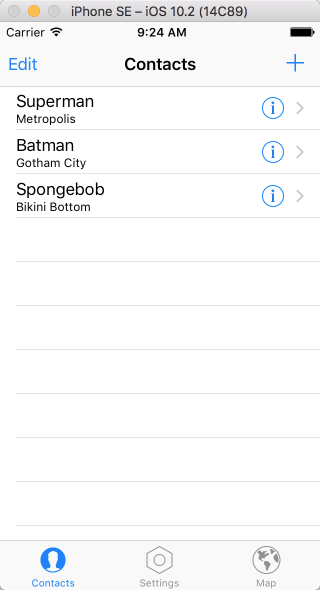 iPhone SE – iOS 10.2 (14C89)
Carrier 9:24 AM
Edit Contacts +
Superman
Metropolis
Batman
Gotham City
Spongebob
Bikini Bottom
Contacts Settings Map